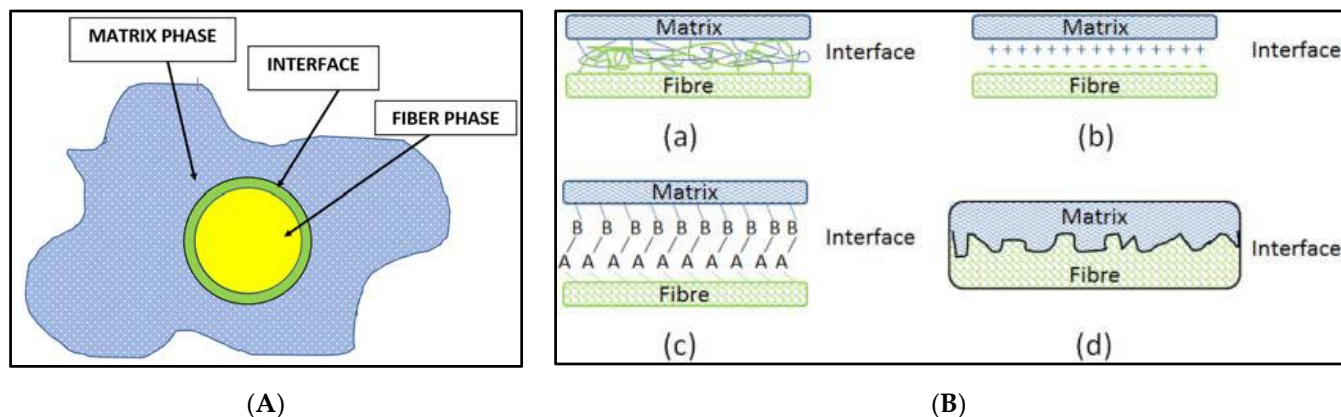 MATRIX PHASE
INTERFACE
FIBER PHASE
(A)
Matrix
Interface
Fibre
(a)
Matrix
+ + + + + + + + + + + + + +
Interface
- - - - - - - - - - - - - -
Fibre
(b)
Matrix
B B B B B B B B B
Interface
A A A A A A A A A
Fibre
(c)
Matrix
Interface
Fibre
(d)
(B)